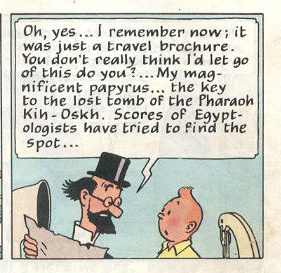 Oh, yes... I remember now; it
was just a travel brochure.
You don't really think I'd let go
of this do you?... My mag-
nificent papyrus... the key
to the lost tomb of the Pharaoh
Kih-Oskh. Scores of Egypt-
ologists have tried to find the
spot...